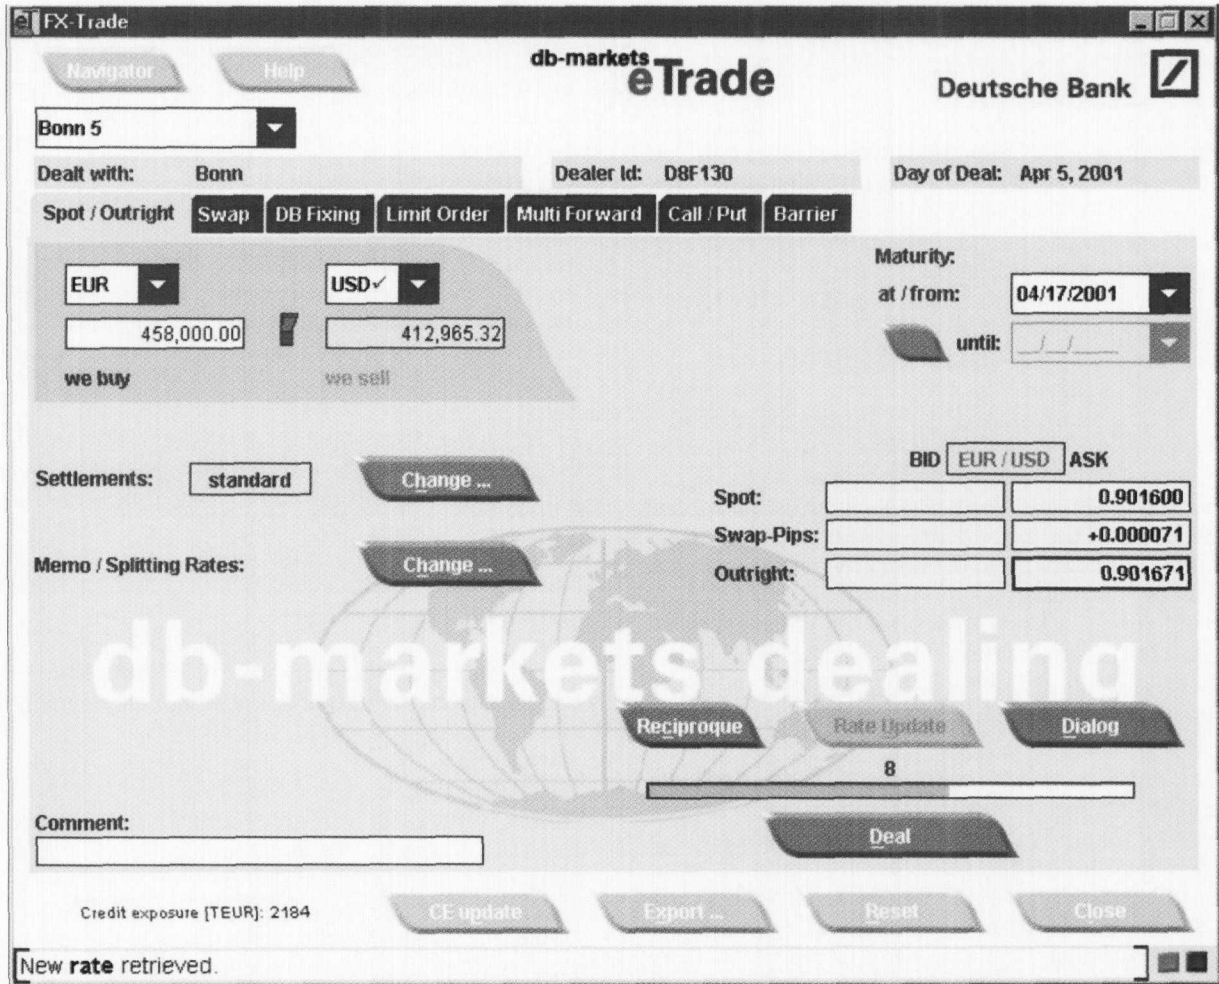 FX-Trade
Navigator Help
db-markets eTrade
Deutsche Bank
Bonn 5
Dealt with: Bonn Dealer Id: D8F130 Day of Deal: Apr 5, 2001
Spot / Outright Swap DB Fixing Limit Order Multi Forward Call / Put Barrier
Maturity:
EUR USD✓ at / from: 04/17/2001
458,000.00 412,965.32 until: __/__/____
we buy we sell
BID EUR / USD ASK
Settlements: standard Change ...
Spot: 0.901600
Swap-Pips: +0.000071
Memo / Splitting Rates: Change ...
Outright: 0.901671
db-markets dealing
Reciproque Rate Update Dialog
8
Comment:
Deal
Credit exposure [TEUR]: 2184 CE update Export ... Reset Close
New rate retrieved.